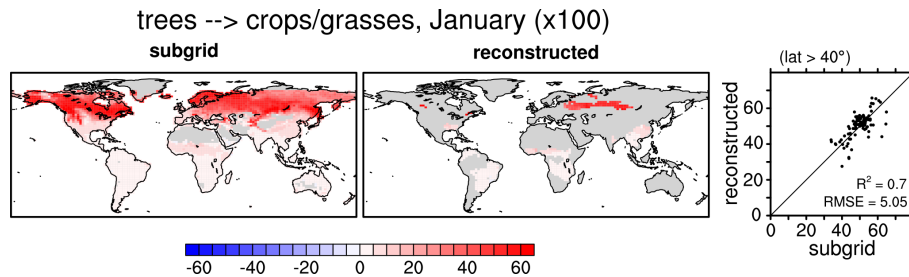 trees --> crops/grasses, January (x100)
subgrid
reconstructed
(lat > 40°)
reconstructed
60
40
20
0
R² = 0.7
RMSE = 5.05
0 20 40 60
subgrid
-60 -40 -20 0 20 40 60